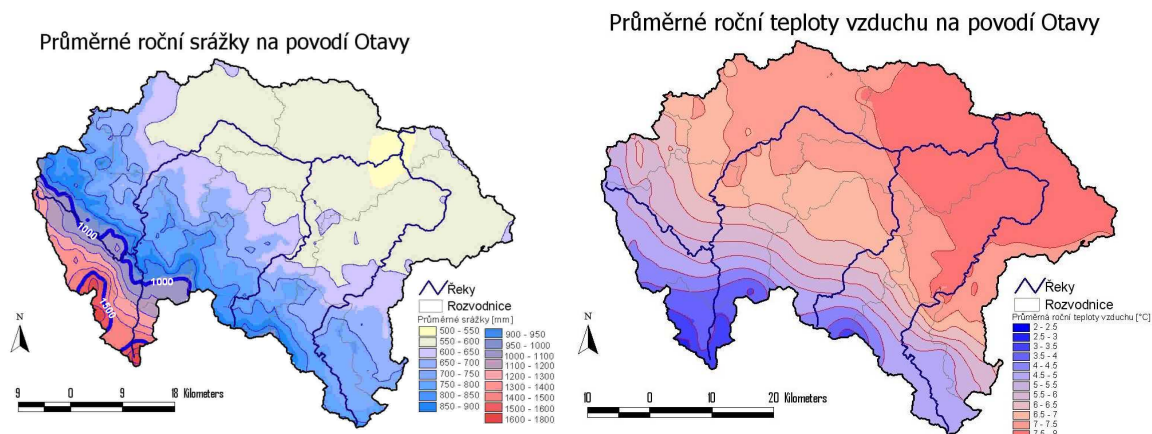 Průměrné roční srážky na povodí Otavy
1000
1000
1300
Řeky
Rozvodnice
Průměrné srážky [mm]
500 - 550
550 - 600
600 - 650
650 - 700
700 - 750
750 - 800
800 - 850
850 - 900
900 - 950
950 - 1000
1000 - 1100
1100 - 1200
1200 - 1300
1300 - 1400
1400 - 1500
1500 - 1600
1600 - 1800
9 0 9 18 Kilometers
Průměrné roční teploty vzduchu na povodí Otavy
Řeky
Rozvodnice
Průměrná roční teploty vzduchu [°C]
2 - 2.5
2.5 - 3
3 - 3.5
3.5 - 4
4 - 4.5
4.5 - 5
5 - 5.5
5.5 - 6
6 - 6.5
6.5 - 7
7 - 7.5
10 0 10 20 Kilometers